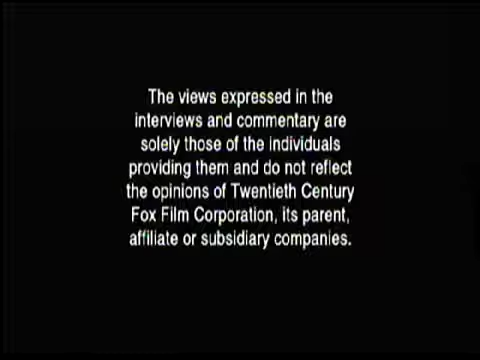 The views expressed in the
interviews and commentary are
solely those of the individuals
providing them and do not reflect
the opinions of Twentieth Century
Fox Film Corporation, its parent,
affiliate or subsidiary companies.